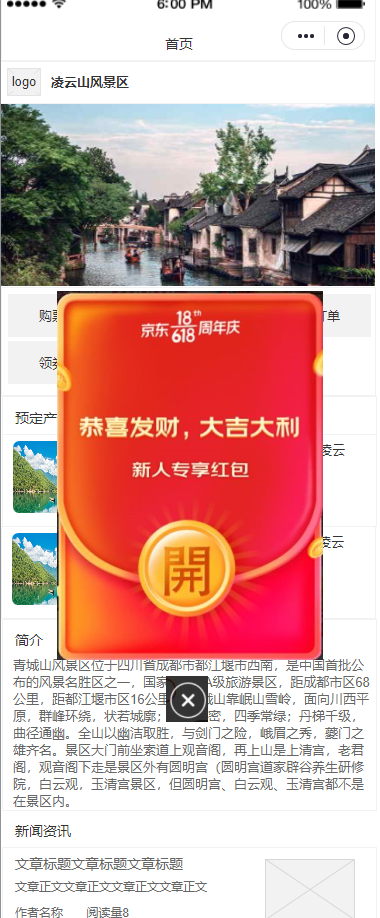 6:00 PM
100%
首页
logo
凌云山风景区
京东18th618周年庆
恭喜发财，大吉大利
新人专享红包
開
预定产
凌云
凌云
简介
青城山风景区位于四川省成都市都江堰市西南，是中国首批公
布的风景名胜区之一，国家 A级旅游景区，距成都市区68
公里，距都江堰市区16公里 山靠岷山雪岭，面向川西平
原，群峰环绕，状若城廓； 密，四季常绿；丹梯千级，
曲径通幽。全山以幽洁取胜，与剑门之险，峨眉之秀，夔门之
雄齐名。景区大门前坐索道上观音阁，再上山是上清宫，老君
阁，观音阁下走是景区外有圆明宫（圆明宫道家辟谷养生研修
院，白云观，玉清宫景区，但圆明宫、白云观、玉清宫都不是
在景区内。
新闻资讯
文章标题文章标题文章标题
文章正文文章正文文章正文文章正文
作者名称 阅读量8